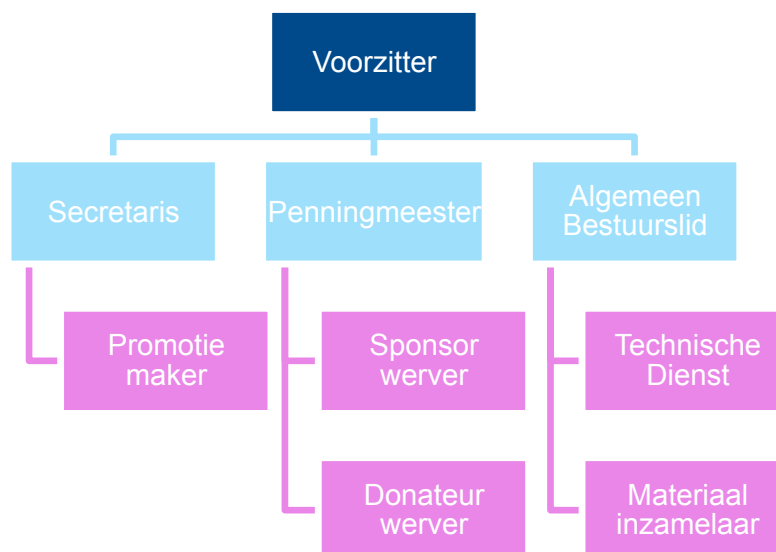 Voorzitter
Secretaris
Penningmeester
Algemeen
Bestuurslid
Promotie
maker
Sponsor
werver
Technische
Dienst
Donateur
werver
Materiaal
inzamelaar